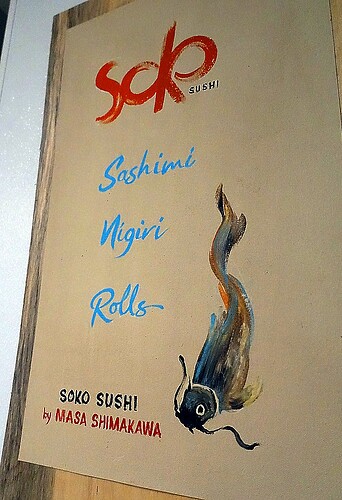 Soko
SUSHI
Sashimi
Nigiri
Rolls
SOKO SUSHI
by MASA SHIMAKAWA